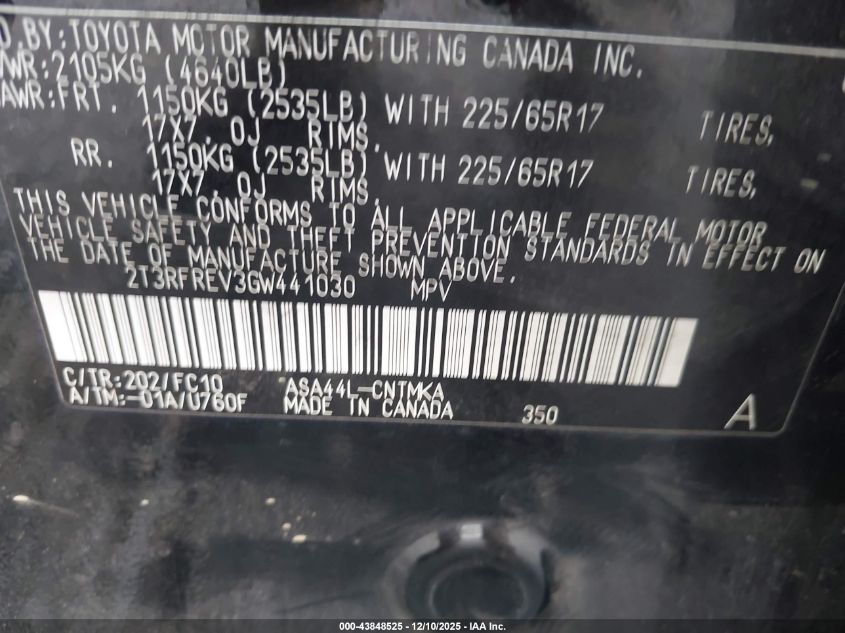 D. BY: TOYOTA MOTOR MANUFACTURING CANADA INC.
WR: 2105KG (4640LB)
AWR: FRT. 1150KG (2535LB) WITH 225/65R17 TIRES,
17X7.0J RIMS.
RR. 1150KG (2535LB) WITH 225/65R17 TIRES,
17X7.0J RIMS.
THIS VEHICLE CONFORMS TO ALL APPLICABLE FEDERAL MOTOR
VEHICLE SAFETY AND THEFT PREVENTION STANDARDS IN EFFECT ON
THE DATE OF MANUFACTURE SHOWN ABOVE.
2T3RFREV3GW441030 MPV
C/TR: 202/FC10 ASA44L-CNTMKA
A/TM: -01A/U760F MADE IN CANADA 350 A
000-43848525 - 12/10/2025 - IAA Inc.